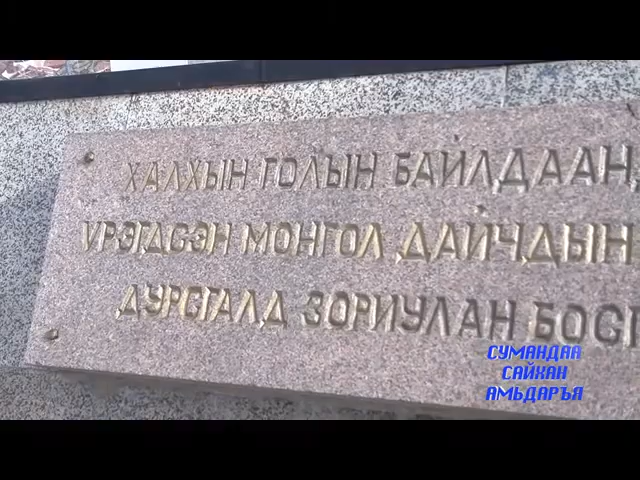 ХАЛХЫН ГОЛЫН БАЙЛДААН
ҮРЭГДСЭН МОНГОЛ ДАЙЧДЫН
ДУРСГАЛД ЗОРИУЛАН
СУМАНДАА
САЙХАН
АМЬДАРЪЯ